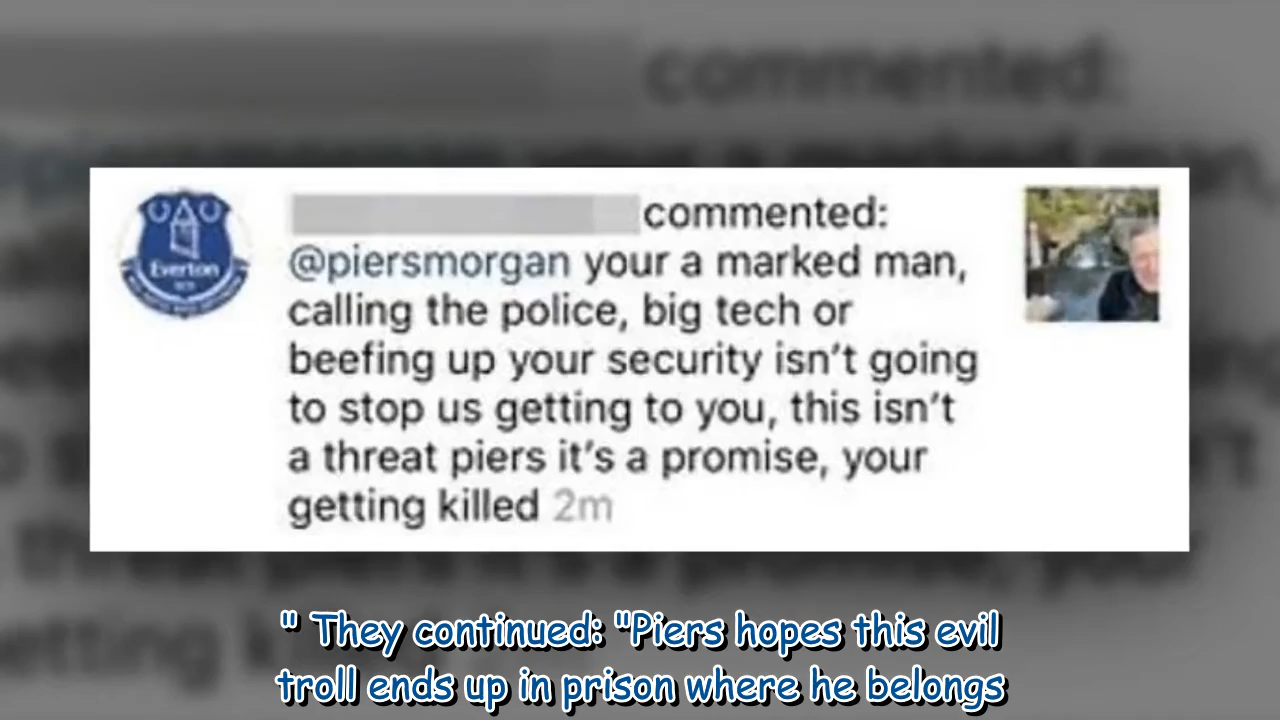 commented:
Everton
commented:
@piersmorgan your a marked man,
calling the police, big tech or
beefing up your security isn't going
to stop us getting to you, this isn't
a threat piers it's a promise, your
getting killed 2m
" They continued: "Piers hopes this evil
troll ends up in prison where he belongs